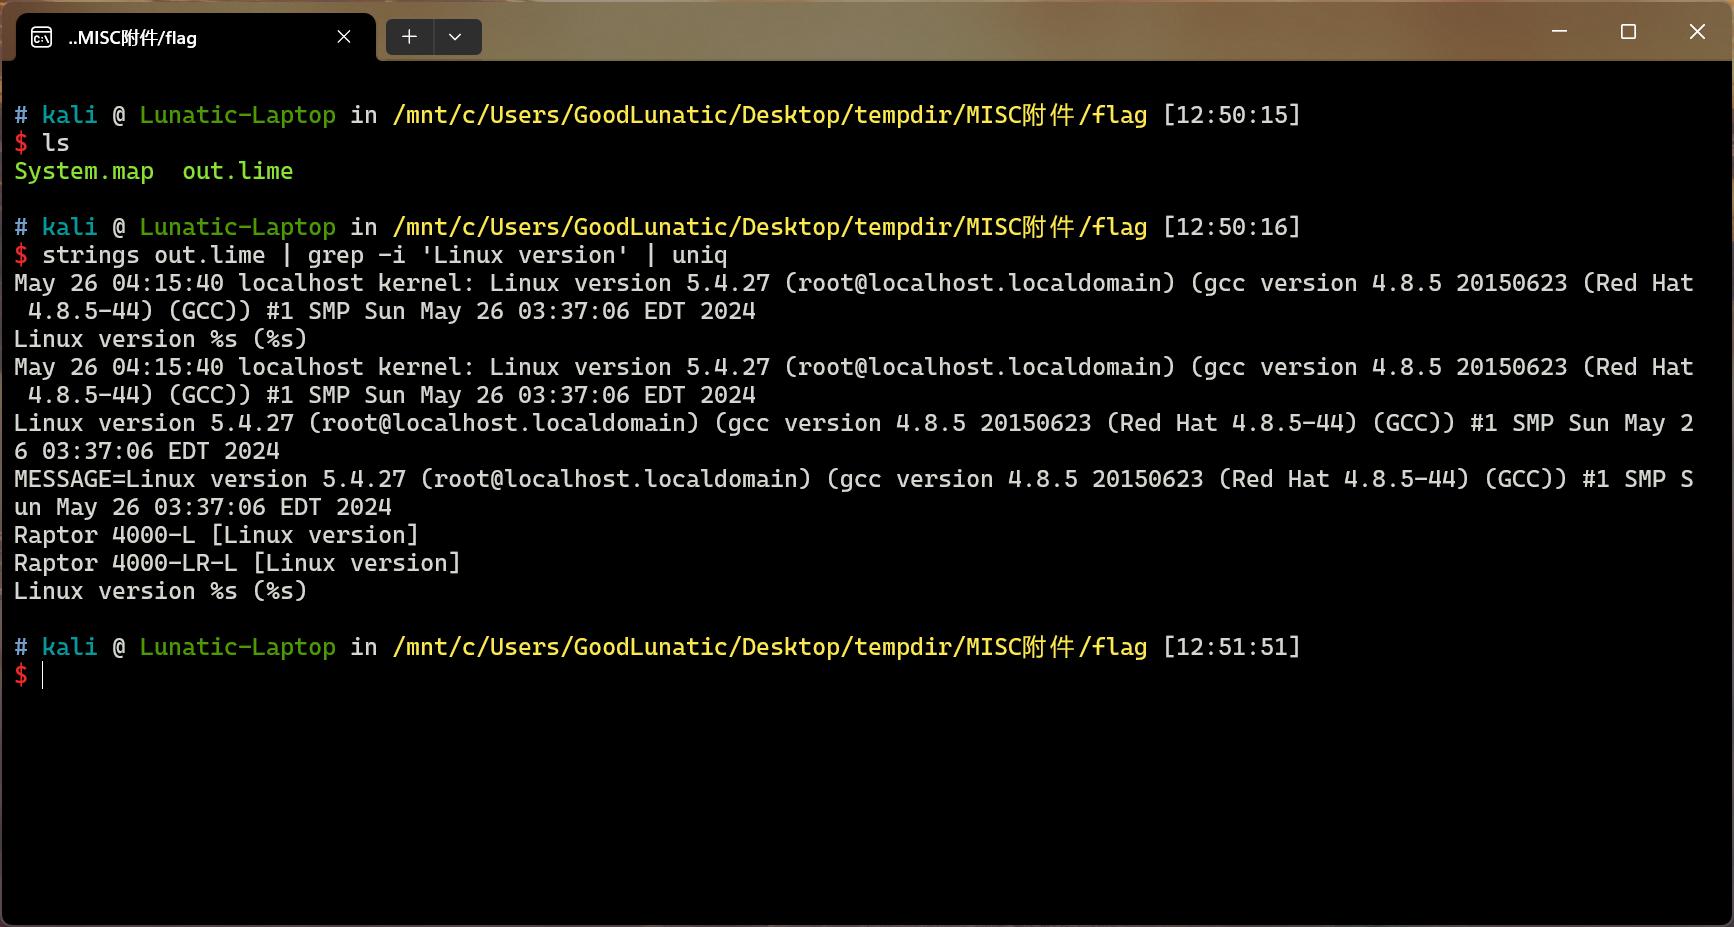 ..MISC附件/flag
# kali @ Lunatic-Laptop in /mnt/c/Users/GoodLunatic/Desktop/tempdir/MISC附件/flag [12:50:15]
$ ls
System.map  out.lime
# kali @ Lunatic-Laptop in /mnt/c/Users/GoodLunatic/Desktop/tempdir/MISC附件/flag [12:50:16]
$ strings out.lime | grep -i 'Linux version' | uniq
May 26 04:15:40 localhost kernel: Linux version 5.4.27 (root@localhost.localdomain) (gcc version 4.8.5 20150623 (Red Hat
 4.8.5-44) (GCC)) #1 SMP Sun May 26 03:37:06 EDT 2024
Linux version %s (%s)
May 26 04:15:40 localhost kernel: Linux version 5.4.27 (root@localhost.localdomain) (gcc version 4.8.5 20150623 (Red Hat
 4.8.5-44) (GCC)) #1 SMP Sun May 26 03:37:06 EDT 2024
Linux version 5.4.27 (root@localhost.localdomain) (gcc version 4.8.5 20150623 (Red Hat 4.8.5-44) (GCC)) #1 SMP Sun May 2
6 03:37:06 EDT 2024
MESSAGE=Linux version 5.4.27 (root@localhost.localdomain) (gcc version 4.8.5 20150623 (Red Hat 4.8.5-44) (GCC)) #1 SMP S
un May 26 03:37:06 EDT 2024
Raptor 4000-L [Linux version]
Raptor 4000-LR-L [Linux version]
Linux version %s (%s)
# kali @ Lunatic-Laptop in /mnt/c/Users/GoodLunatic/Desktop/tempdir/MISC附件/flag [12:51:51]
$